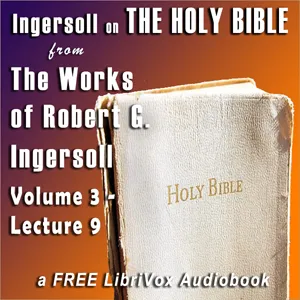 Ingersoll on THE HOLY BIBLE
from
The Works
of Robert G.
Ingersoll
Volume 3 -
Lecture 9
HOLY BIBLE
a FREE LibriVox Audiobook